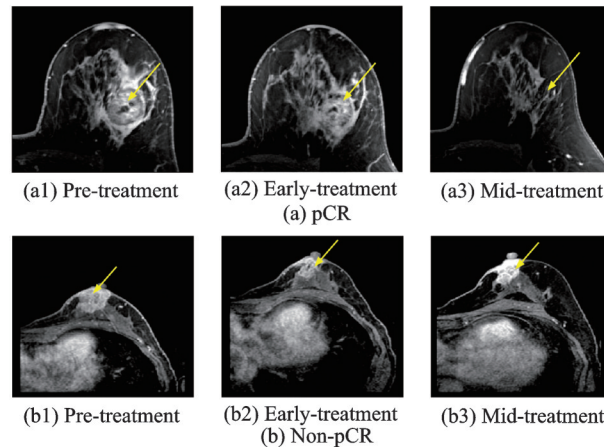 (a1) Pre-treatment (a2) Early-treatment (a3) Mid-treatment
(a) pCR
(b1) Pre-treatment (b2) Early-treatment (b3) Mid-treatment
(b) Non-pCR